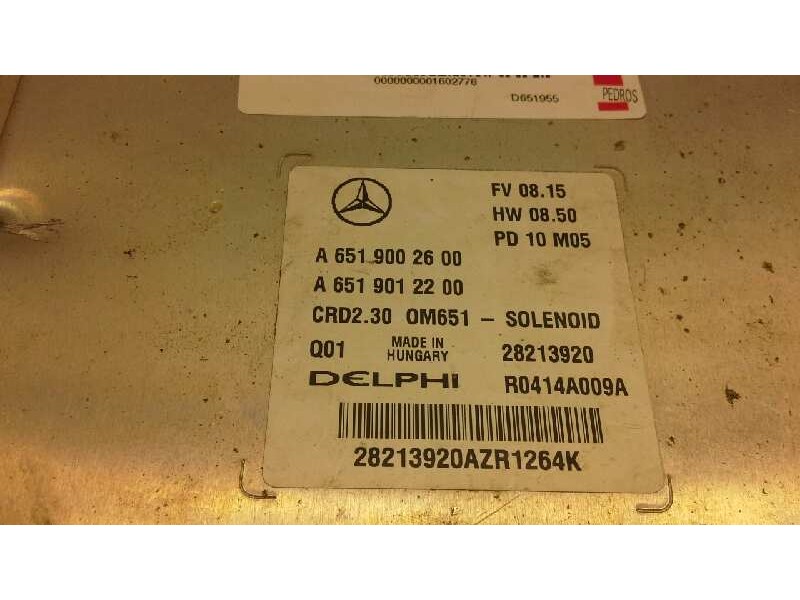 0000000001602776
D651955
PEDROS
FV 08.15
HW 08.50
PD 10 M05
A 651 900 26 00
A 651 901 22 00
CRD2.30 OM651 - SOLENOID
Q01 MADE IN HUNGARY 28213920
DELPHI R0414A009A
28213920AZR1264K